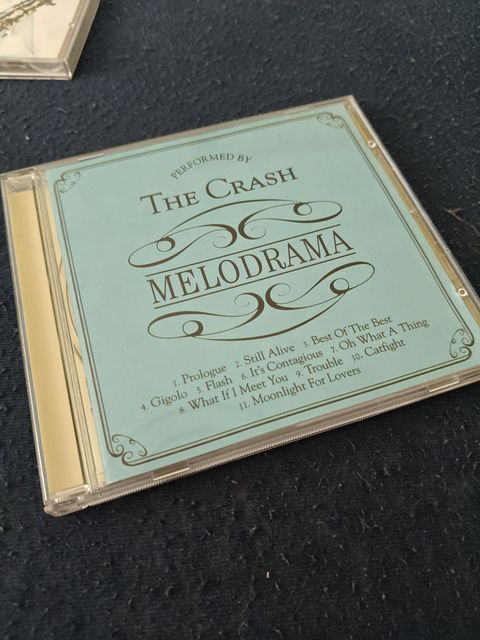 PERFORMED BY
THE CRASH
MELODRAMA
1. Prologue 2. Still Alive 3. Best Of The Best
4. Gigolo 5. Flash 6. It's Contagious 7. Oh What A Thing
8. What If I Meet You 9. Trouble 10. Catfight
11. Moonlight For Lovers